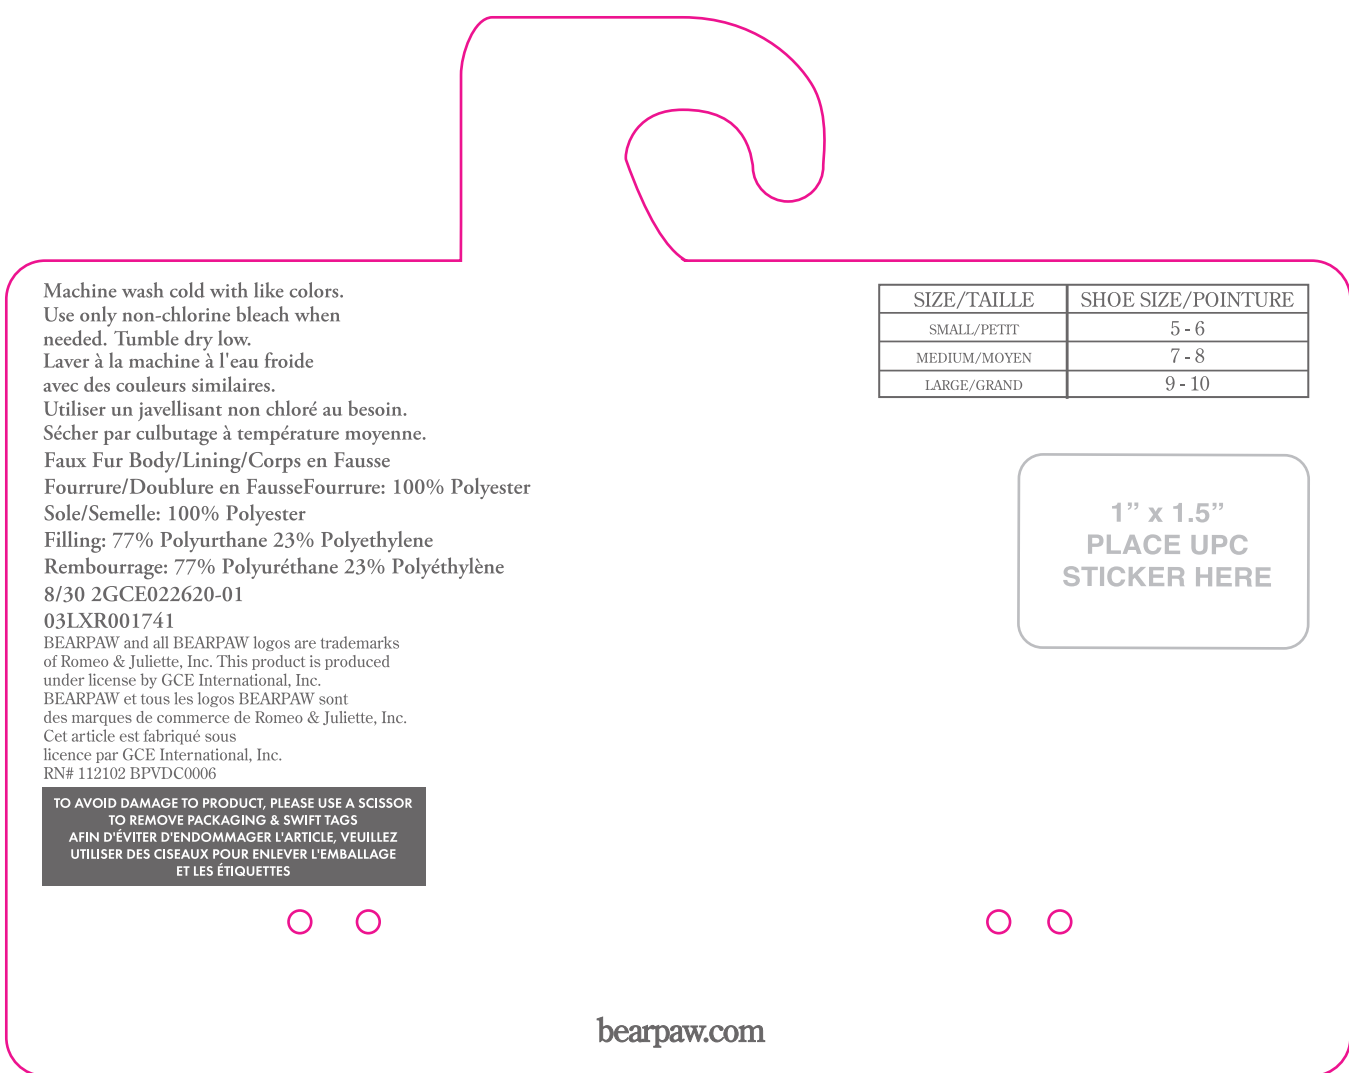 Machine wash cold with like colors.
Use only non-chlorine bleach when
needed. Tumble dry low.
Laver à la machine à l'eau froide
avec des couleurs similaires.
Utiliser un javellisant non chloré au besoin.
Sécher par culbutage à température moyenne.
Faux Fur Body/Lining/Corps en Fausse
Fourrure/Doublure en FausseFourrure: 100% Polyester
Sole/Semelle: 100% Polyester
Filling: 77% Polyurthane 23% Polyethylene
Rembourrage: 77% Polyuréthane 23% Polyéthylène
8/30 2GCE022620-01
03LXR001741
BEARPAW and all BEARPAW logos are trademarks
of Romeo & Juliette, Inc. This product is produced
under license by GCE International, Inc.
BEARPAW et tous les logos BEARPAW sont
des marques de commerce de Romeo & Juliette, Inc.
Cet article est fabriqué sous
licence par GCE International, Inc.
RN# 112102 BPVDC0006
TO AVOID DAMAGE TO PRODUCT, PLEASE USE A SCISSOR
TO REMOVE PACKAGING & SWIFT TAGS
AFIN D'ÉVITER D'ENDOMMAGER L'ARTICLE, VEUILLEZ
UTILISER DES CISEAUX POUR ENLEVER L'EMBALLAGE
ET LES ÉTIQUETTES
SIZE/TAILLE SHOE SIZE/POINTURE
SMALL/PETIT 5 - 6
MEDIUM/MOYEN 7 - 8
LARGE/GRAND 9 - 10
1” x 1.5”
PLACE UPC
STICKER HERE
bearpaw.com